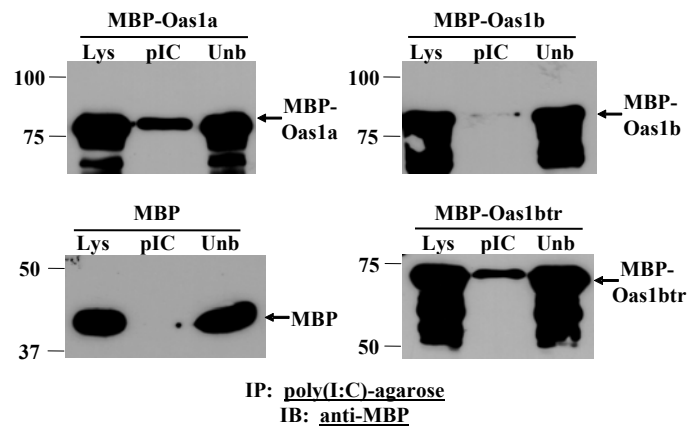 MBP-Oas1a
Lys pIC Unb
100
75
MBP-
Oas1a
MBP-Oas1b
Lys pIC Unb
100
75
MBP-
Oas1b
MBP
Lys pIC Unb
50
37
MBP
MBP-Oas1btr
Lys pIC Unb
75
50
MBP-
Oas1btr
IP: poly(I:C)-agarose
IB: anti-MBP